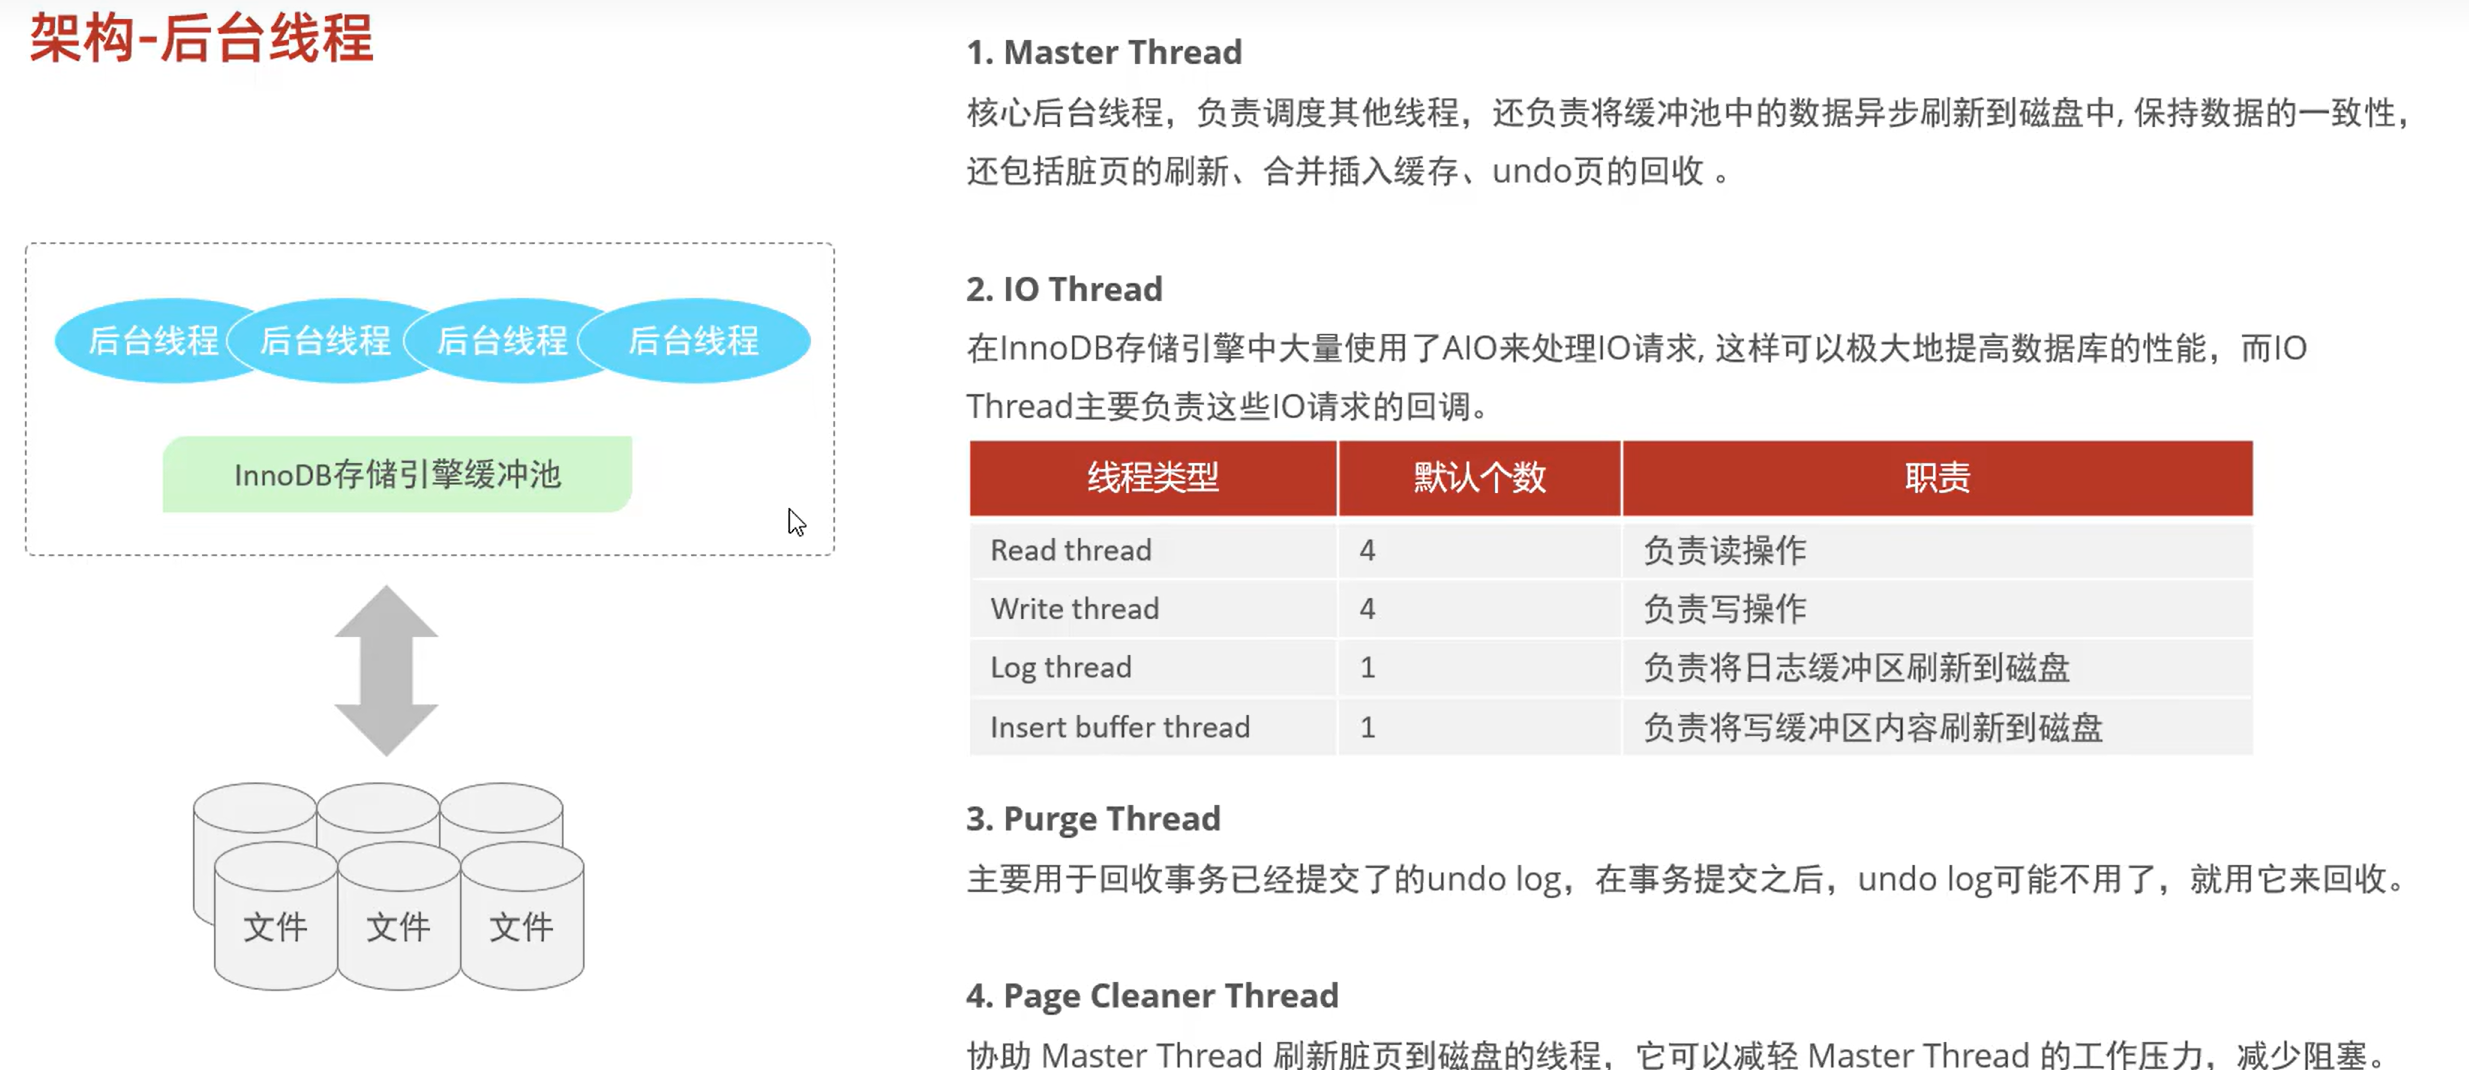 架构-后台线程
后台线程 后台线程 后台线程 后台线程
InnoDB存储引擎缓冲池
文件 文件 文件
1. Master Thread
核心后台线程，负责调度其他线程，还负责将缓冲池中的数据异步刷新到磁盘中, 保持数据的一致性，
还包括脏页的刷新、合并插入缓存、undo页的回收 。
2. IO Thread
在InnoDB存储引擎中大量使用了AIO来处理IO请求, 这样可以极大地提高数据库的性能，而IO
Thread主要负责这些IO请求的回调。
线程类型 默认个数 职责
Read thread 4 负责读操作
Write thread 4 负责写操作
Log thread 1 负责将日志缓冲区刷新到磁盘
Insert buffer thread 1 负责将写缓冲区内容刷新到磁盘
3. Purge Thread
主要用于回收事务已经提交了的undo log，在事务提交之后，undo log可能不用了，就用它来回收。
4. Page Cleaner Thread
协助 Master Thread 刷新脏页到磁盘的线程，它可以减轻 Master Thread 的工作压力，减少阻塞。